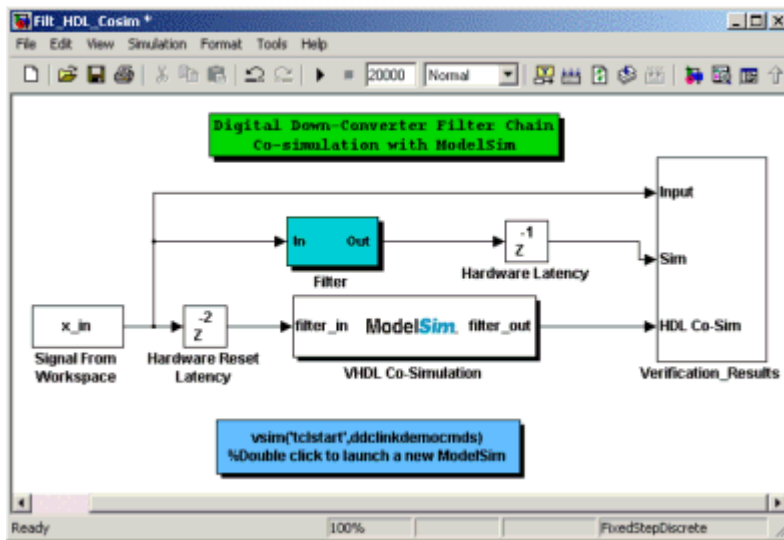 Filt_HDL_Cosim *
File Edit View Simulation Format Tools Help
20000 Normal
Digital Down-Converter Filter Chain
Co-simulation with ModelSim
Input
In Out
-1
Z
Sim
Filter
Hardware Latency
x_in
-2
Z
filter_in ModelSim filter_out
HDL Co-Sim
Signal From
Workspace
Hardware Reset
Latency
VHDL Co-Simulation
Verification_Results
vsim('tclstart',ddclinkdemocmds)
%Double click to launch a new ModelSim
Ready 100% FixedStepDiscrete